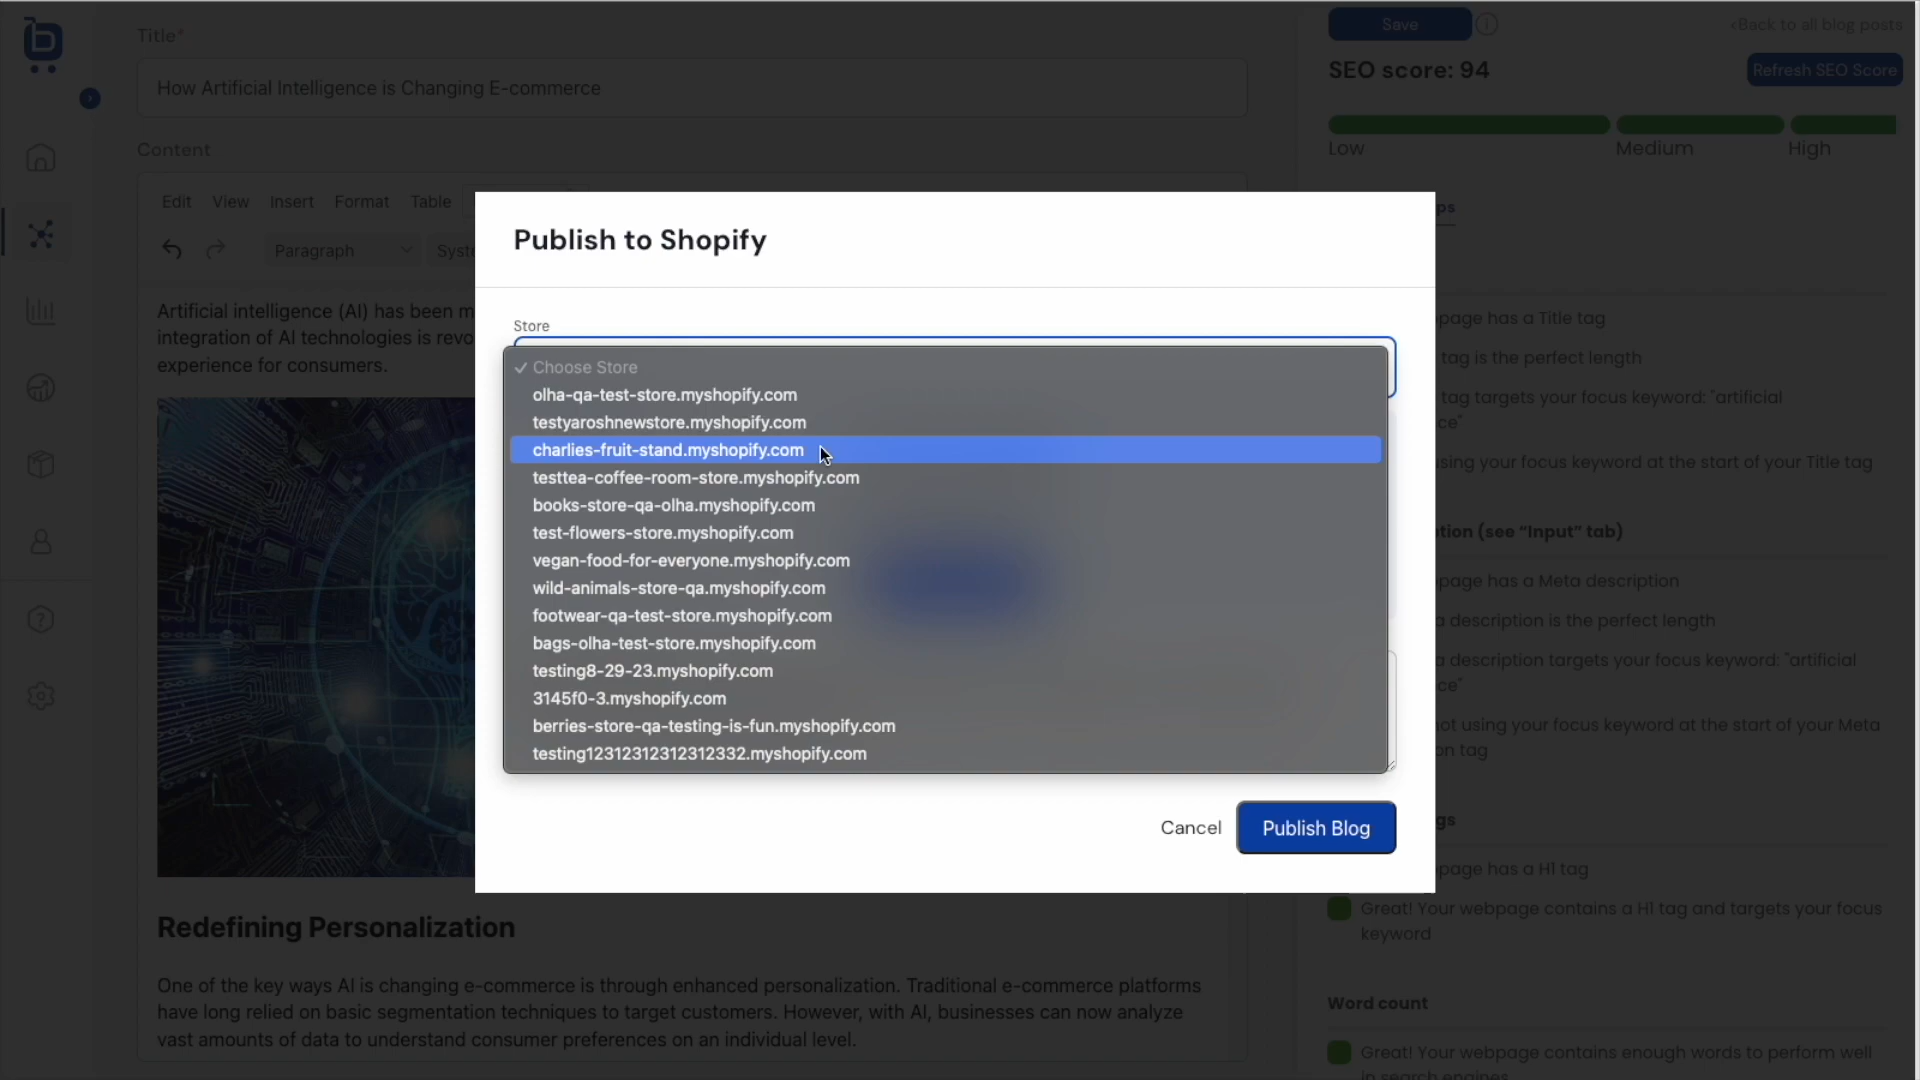 Title*
How Artificial Intelligence is Changing E-commerce
Content
Edit View Insert Format Table
Paragraph
Artificial intelligence (AI) has been
integration of AI technologies is
experience for consumers.
Redefining Personalization
One of the key ways AI is changing e-commerce is through enhanced personalization. Traditional e-commerce platforms
have long relied on basic segmentation techniques to target customers. However, with AI, businesses can now analyze
vast amounts of data to understand consumer preferences on an individual level.
Publish to Shopify
Store
✓ Choose Store
olha-qa-test-store.myshopify.com
testyaroshnewstore.myshopify.com
charlies-fruit-stand.myshopify.com
testtea-coffee-room-store.myshopify.com
books-store-qa-olha.myshopify.com
test-flowers-store.myshopify.com
vegan-food-for-everyone.myshopify.com
wild-animals-store-qa.myshopify.com
footwear-qa-test-store.myshopify.com
bags-olha-test-store.myshopify.com
testing8-29-23.myshopify.com
3145f0-3.myshopify.com
berries-store-qa-testing-is-fun.myshopify.com
testing12312312312312332.myshopify.com
Cancel Publish Blog
Save
<Back to all blog posts
SEO score: 94
Refresh SEO Score
Low Medium High
page has a Title tag
tag is the perfect length
tag targets your focus keyword: "artificial
using your focus keyword at the start of your Title tag
(see “Input” tab)
page has a Meta description
description is the perfect length
description targets your focus keyword: "artificial
not using your focus keyword at the start of your Meta
tag
page has a H1 tag
Great! Your webpage contains a H1 tag and targets your focus
keyword
Word count
Great! Your webpage contains enough words to perform well
in search engines